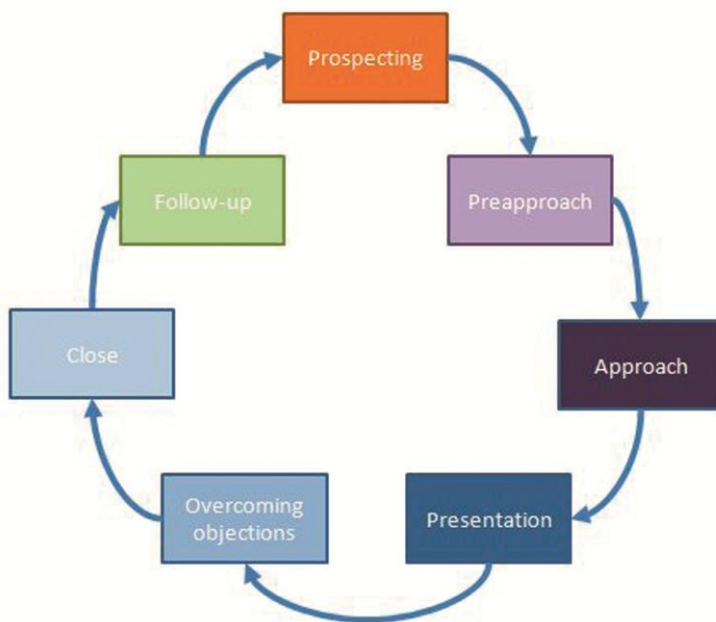 Prospecting
Preapproach
Approach
Presentation
Overcoming
objections
Close
Follow-up